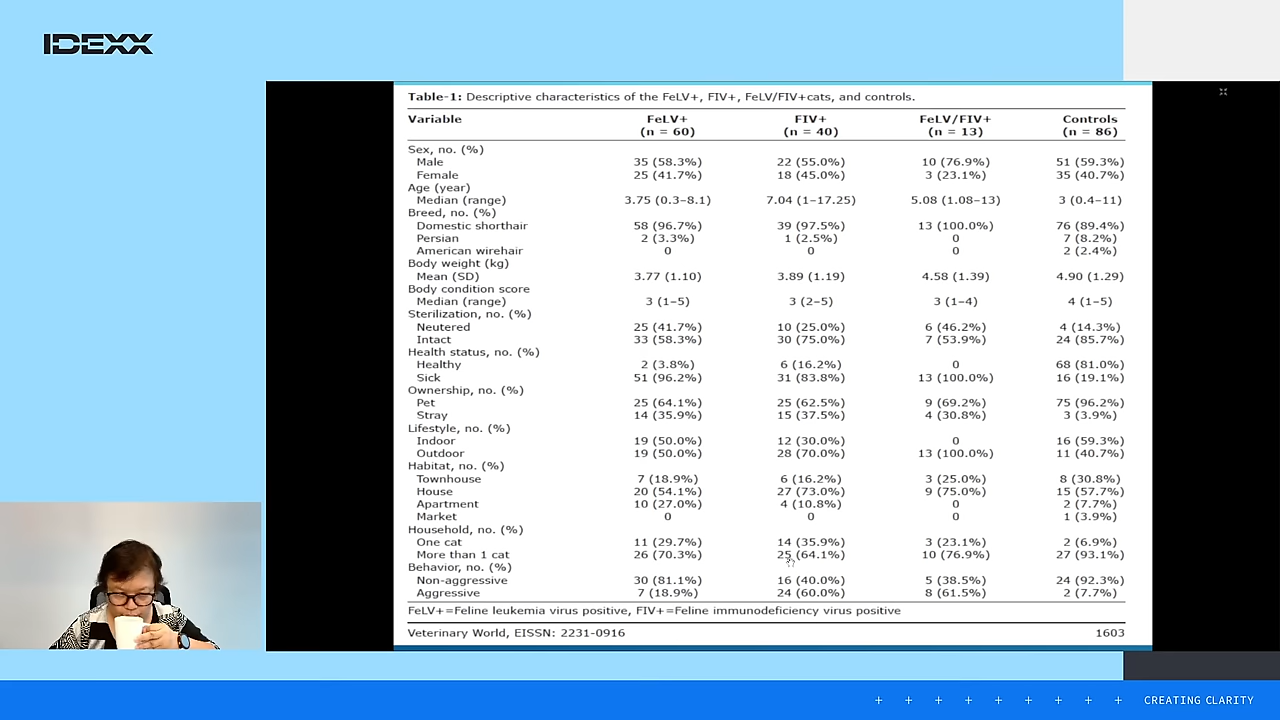 IDEXX
Table-1: Descriptive characteristics of the FeLV+, FIV+, FeLV/FIV+cats, and controls.
Variable FeLV+ (n = 60) FIV+ (n = 40) FeLV/FIV+ (n = 13) Controls (n = 86)
Sex, no. (%)
Male 35 (58.3%) 22 (55.0%) 10 (76.9%) 51 (59.3%)
Female 25 (41.7%) 18 (45.0%) 3 (23.1%) 35 (40.7%)
Age (year)
Median (range) 3.75 (0.3–8.1) 7.04 (1–17.25) 5.08 (1.08–13) 3 (0.4–11)
Breed, no. (%)
Domestic shorthair 58 (96.7%) 39 (97.5%) 13 (100.0%) 76 (89.4%)
Persian 2 (3.3%) 1 (2.5%) 0 7 (8.2%)
American wirehair 0 0 0 2 (2.4%)
Body weight (kg)
Mean (SD) 3.77 (1.10) 3.89 (1.19) 4.58 (1.39) 4.90 (1.29)
Body condition score
Median (range) 3 (1–5) 3 (2–5) 3 (1–4) 4 (1–5)
Sterilization, no. (%)
Neutered 25 (41.7%) 10 (25.0%) 6 (46.2%) 4 (14.3%)
Intact 33 (58.3%) 30 (75.0%) 7 (53.9%) 24 (85.7%)
Health status, no. (%)
Healthy 2 (3.8%) 6 (16.2%) 0 68 (81.0%)
Sick 51 (96.2%) 31 (83.8%) 13 (100.0%) 16 (19.1%)
Ownership, no. (%)
Pet 25 (64.1%) 25 (62.5%) 9 (69.2%) 75 (96.2%)
Stray 14 (35.9%) 15 (37.5%) 4 (30.8%) 3 (3.9%)
Lifestyle, no. (%)
Indoor 19 (50.0%) 12 (30.0%) 0 16 (59.3%)
Outdoor 19 (50.0%) 28 (70.0%) 13 (100.0%) 11 (40.7%)
Habitat, no. (%)
Townhouse 7 (18.9%) 6 (16.2%) 3 (25.0%) 8 (30.8%)
House 20 (54.1%) 27 (73.0%) 9 (75.0%) 15 (57.7%)
Apartment 10 (27.0%) 4 (10.8%) 0 2 (7.7%)
Market 0 0 0 1 (3.9%)
Household, no. (%)
One cat 11 (29.7%) 14 (35.9%) 3 (23.1%) 2 (6.9%)
More than 1 cat 26 (70.3%) 25 (64.1%) 10 (76.9%) 27 (93.1%)
Behavior, no. (%)
Non-aggressive 30 (81.1%) 16 (40.0%) 5 (38.5%) 24 (92.3%)
Aggressive 7 (18.9%) 24 (60.0%) 8 (61.5%) 2 (7.7%)
FeLV+=Feline leukemia virus positive, FIV+=Feline immunodeficiency virus positive
Veterinary World, EISSN: 2231-0916 1603
CREATING CLARITY